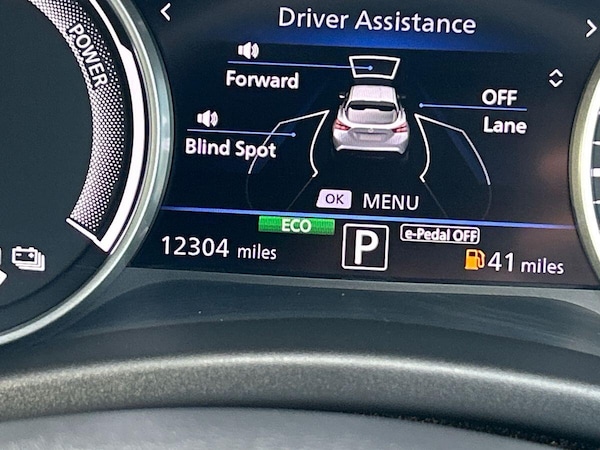 Driver Assistance
POWER
Forward
OFF
Lane
Blind Spot
OK MENU
ECO
e-Pedal OFF
12304 miles
P
41 miles